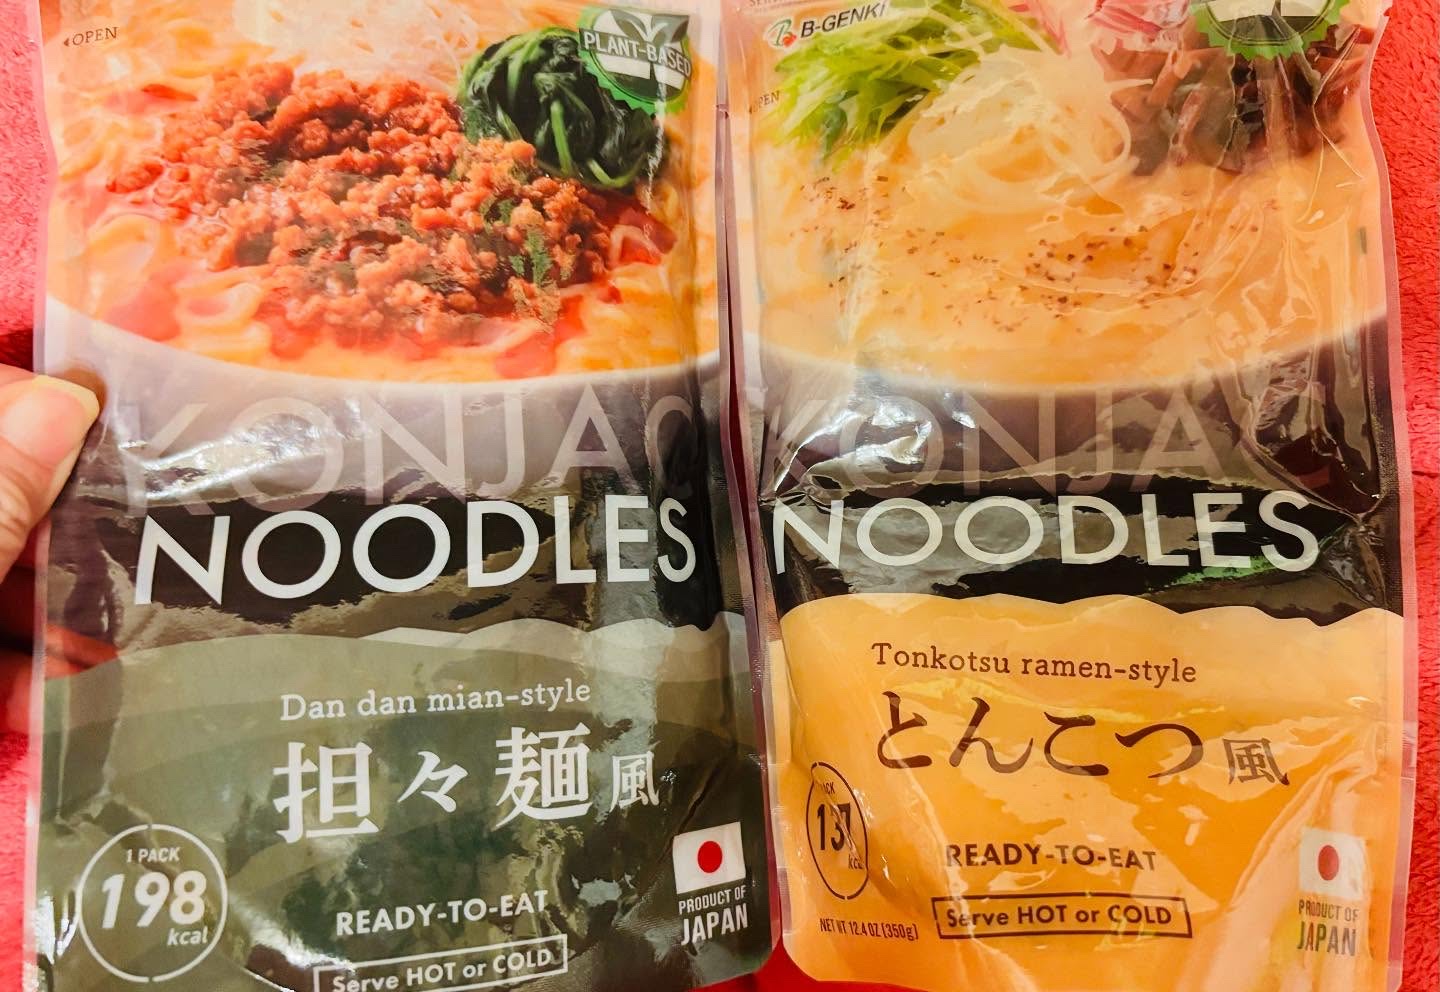 OPEN
PLANT-BASED
KONJAC
NOODLES
Dan dan mian-style
担々麺風
1 PACK
198
kcal
READY-TO-EAT
Serve HOT or COLD
PRODUCT OF
JAPAN
B-GENKI
KONJAC
NOODLES
Tonkotsu ramen-style
とんこつ風
137
READY-TO-EAT
Serve HOT or COLD
NET WT 12.4 OZ (350g)
PRODUCT OF
JAPAN